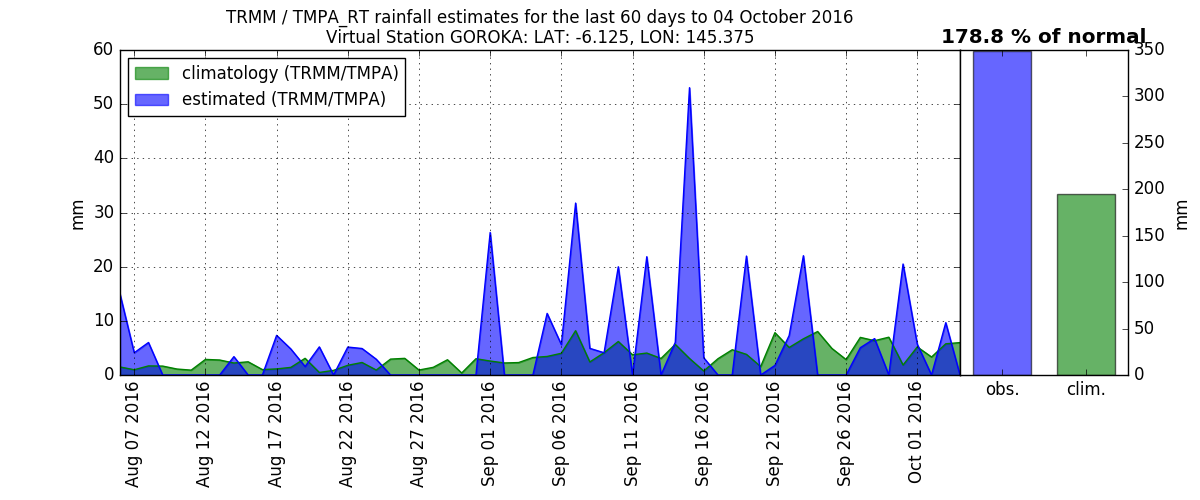 TRMM / TMPA_RT rainfall estimates for the last 60 days to 04 October 2016
Virtual Station GOROKA: LAT: -6.125, LON: 145.375
178.8 % of normal
climatology (TRMM/TMPA)
estimated (TRMM/TMPA)
mm
60
50
40
30
20
10
0
Aug 07 2016
Aug 12 2016
Aug 17 2016
Aug 22 2016
Aug 27 2016
Sep 01 2016
Sep 06 2016
Sep 11 2016
Sep 16 2016
Sep 21 2016
Sep 26 2016
Oct 01 2016
obs.
clim.
350
300
250
200
150
100
50
0
mm